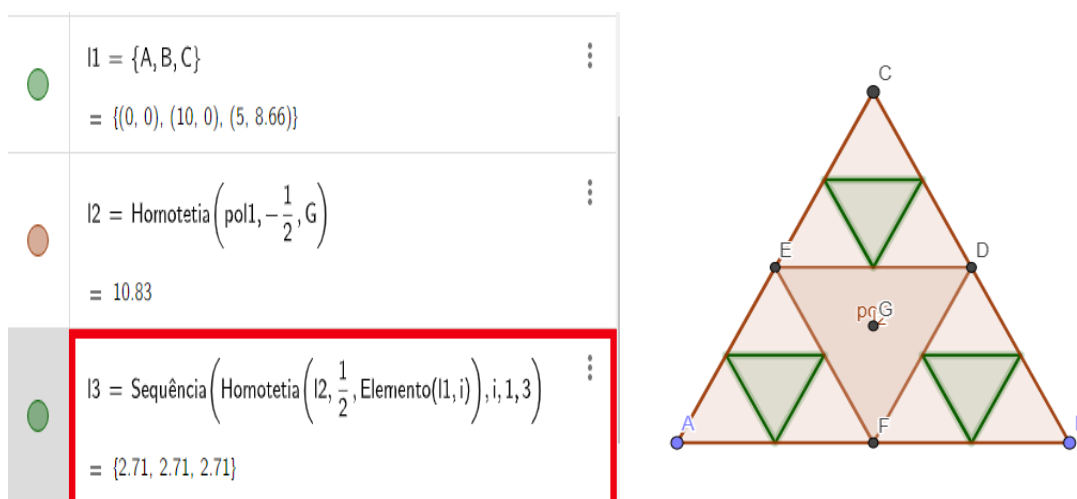 l1 = {A, B, C}
= {(0, 0), (10, 0), (5, 8.66)}
l2 = Homotetia(pol1, -1/2, G)
= 10.83
l3 = Sequência(Homotetia(l2, 1/2, Elemento(l1, i)), i, 1, 3)
= {2.71, 2.71, 2.71}
C
E
D
G
A
F